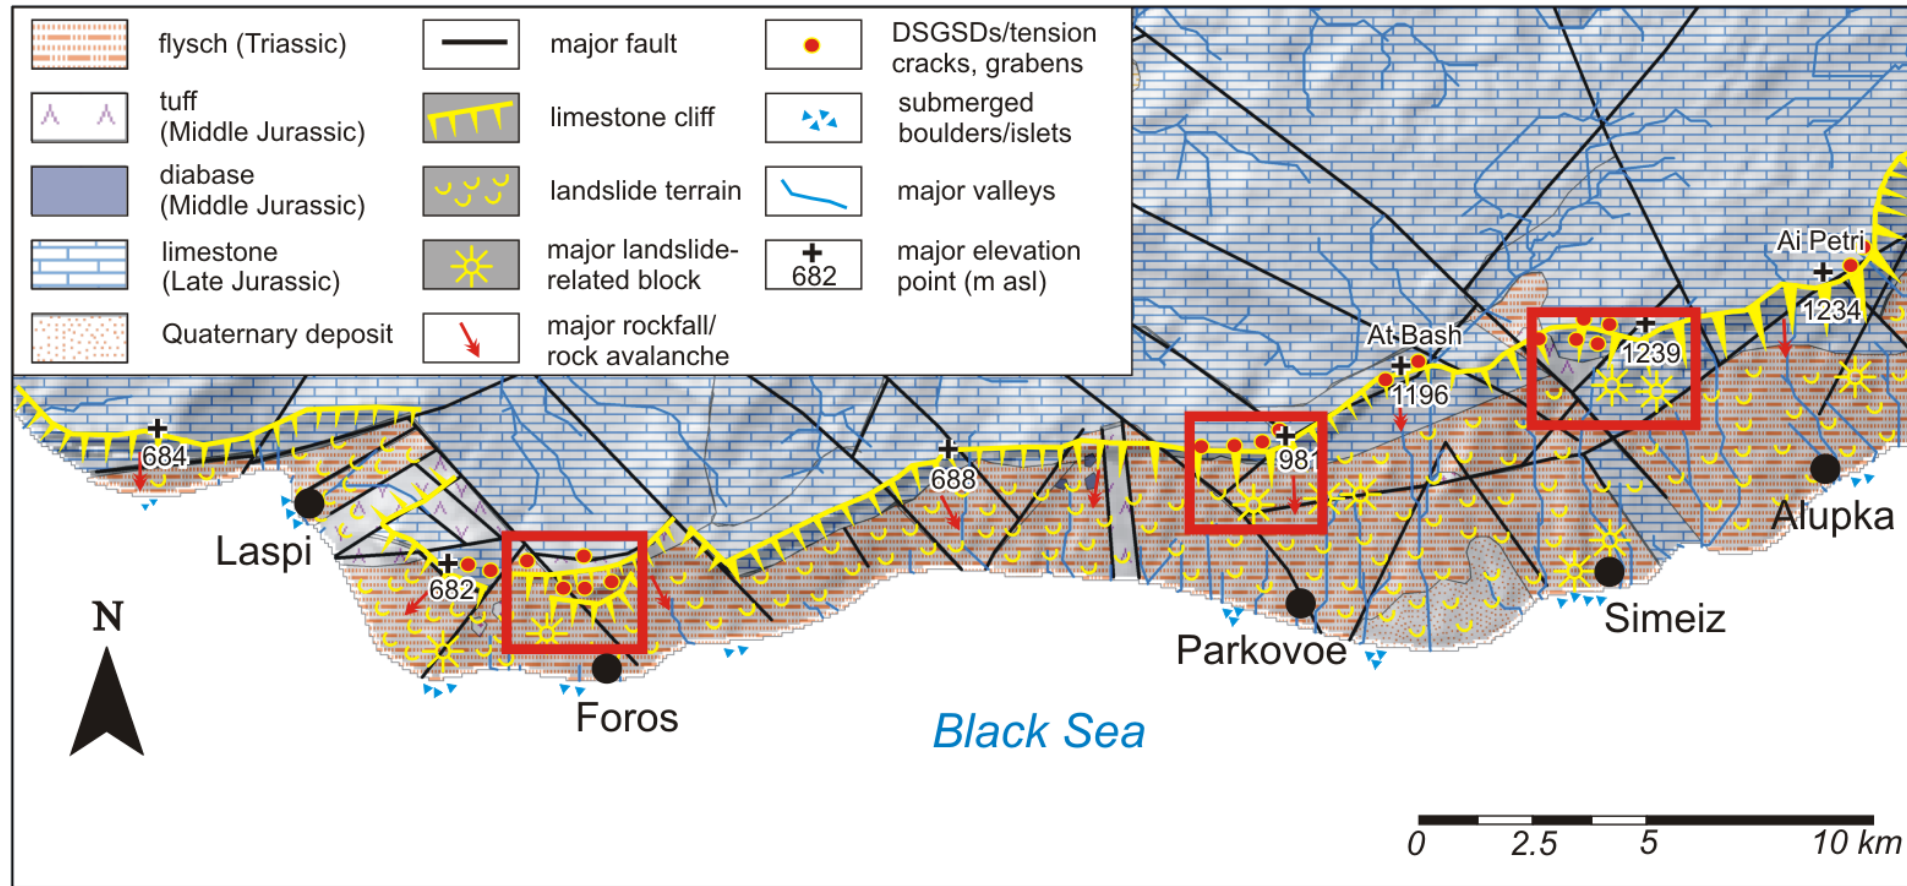 flysch (Triassic)
tuff
(Middle Jurassic)
diabase
(Middle Jurassic)
limestone
(Late Jurassic)
Quaternary deposit
major fault
limestone cliff
landslide terrain
major landslide-
related block
major rockfall/
rock avalanche
DSGSDs/tension
cracks, grabens
submerged
boulders/islets
major valleys
682
major elevation
point (m asl)
Ai Petri
1234
At Bash
1196
1239
981
684
688
682
Laspi
Foros
Parkovoe
Simeiz
Alupka
N
Black Sea
0 2.5 5 10 km